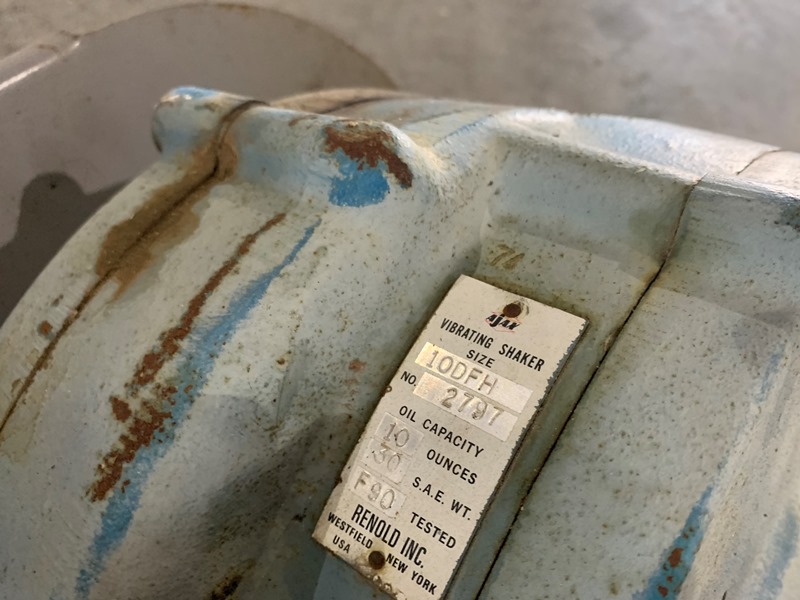 76
AJAX
VIBRATING SHAKER
SIZE
10DFH
NO. 2797
OIL CAPACITY
10 OUNCES
30 S.A.E. WT.
F90 TESTED
RENOLD INC.
WESTFIELD NEW YORK
USA